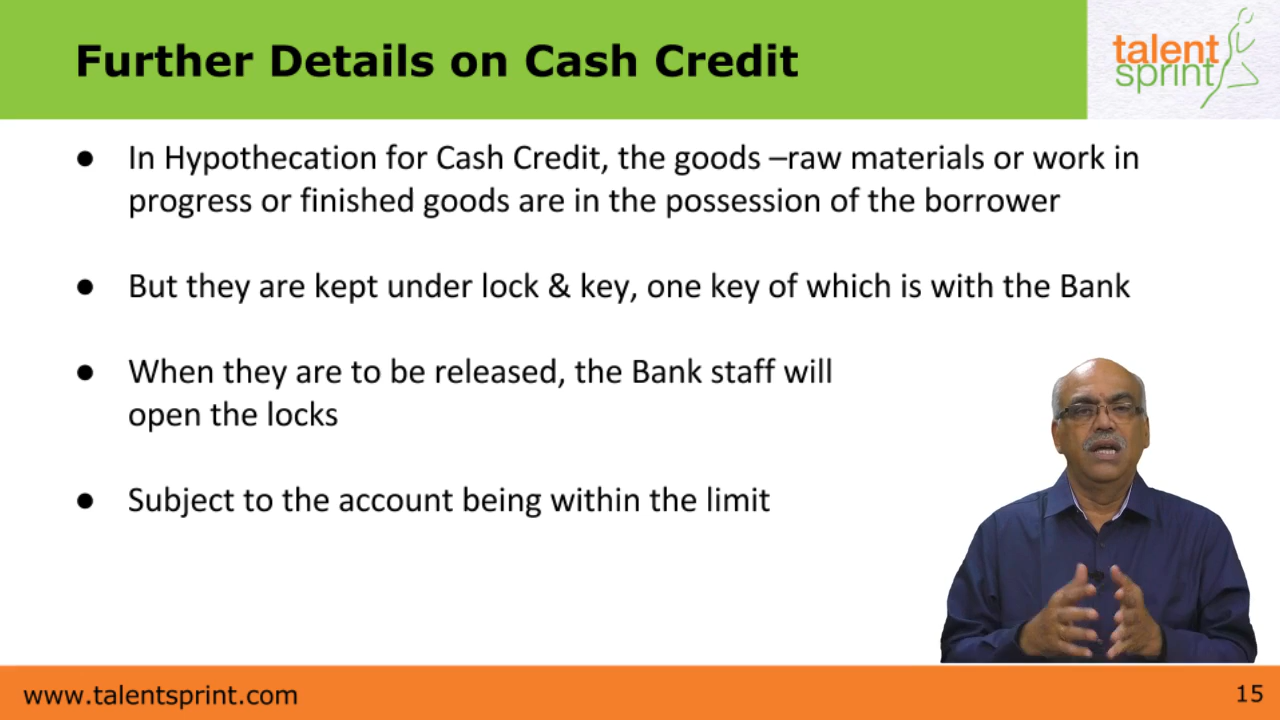 Further Details on Cash Credit
talent
sprint
● In Hypothecation for Cash Credit, the goods –raw materials or work in
progress or finished goods are in the possession of the borrower
● But they are kept under lock & key, one key of which is with the Bank
● When they are to be released, the Bank staff will
open the locks
● Subject to the account being within the limit
www.talentsprint.com
15